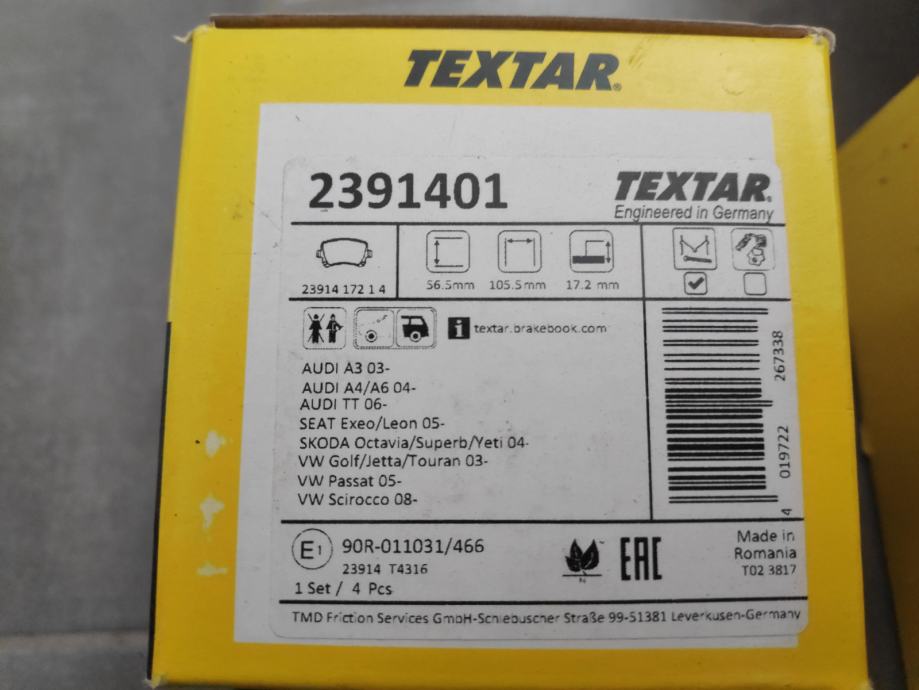 TEXTAR®
2391401
TEXTAR®
Engineered in Germany
23914 172 1 4
56.5mm 105.5mm 17.2 mm
i textar.brakebook.com
AUDI A3 03-
AUDI A4/A6 04-
AUDI TT 06-
SEAT Exeo/Leon 05-
SKODA Octavia/Superb/Yeti 04-
VW Golf/Jetta/Touran 03-
VW Passat 05-
VW Scirocco 08-
4 019722 267338
E1 90R-011031/466
23914 T4316
1 Set / 4 Pcs
EAC
Made in
Romania
T02 3817
TMD Friction Services GmbH-Schlebuscher Straße 99-51381 Leverkusen-Germany